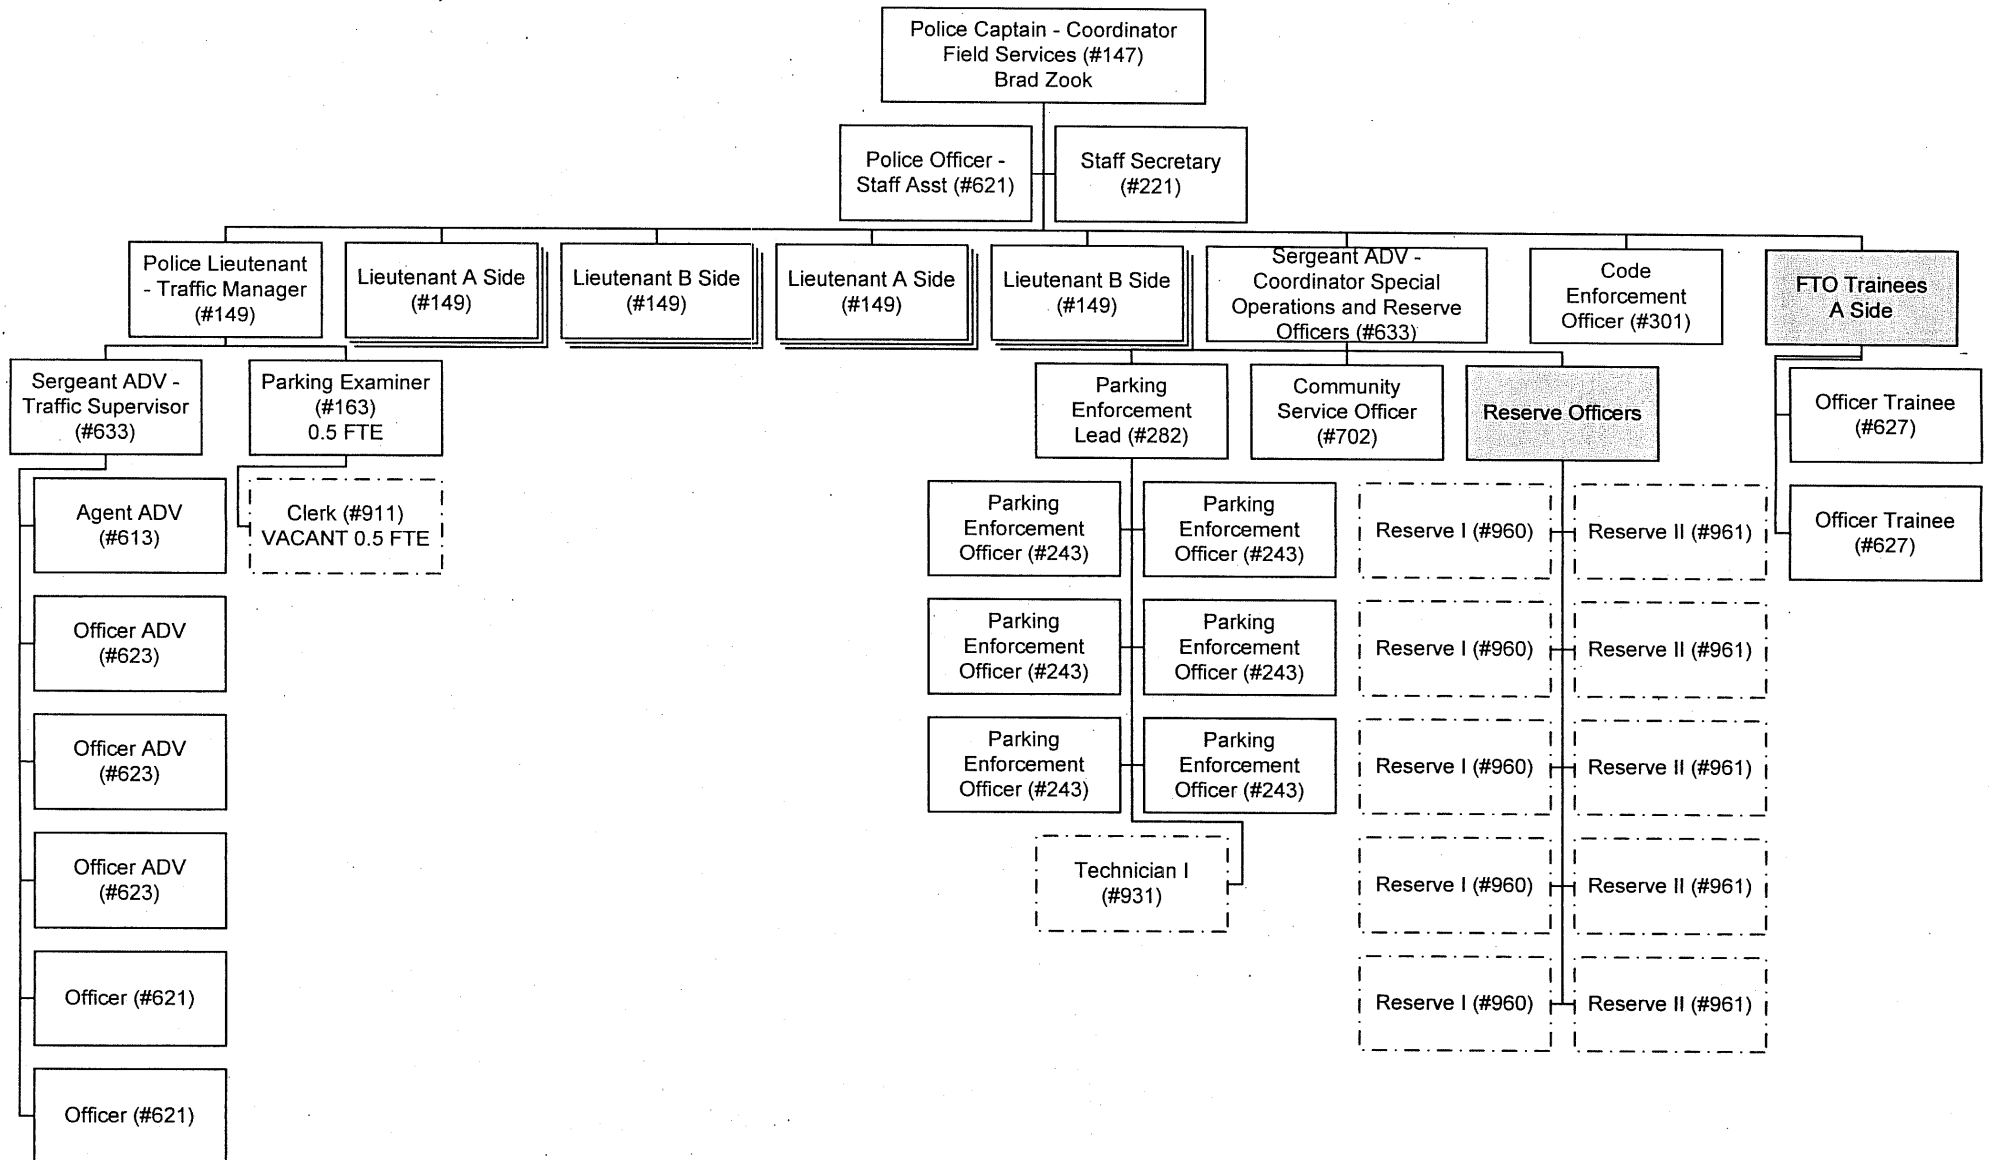 Police Captain - Coordinator
Field Services (#147)
Brad Zook
Police Officer -
Staff Asst (#621)
Staff Secretary
(#221)
Police Lieutenant
- Traffic Manager
(#149)
Lieutenant A Side
(#149)
Lieutenant B Side
(#149)
Lieutenant A Side
(#149)
Lieutenant B Side
(#149)
Sergeant ADV -
Coordinator Special
Operations and Reserve
Officers (#633)
Code
Enforcement
Officer (#301)
FTO Trainees
A Side
Sergeant ADV -
Traffic Supervisor
(#633)
Parking Examiner
(#163)
0.5 FTE
Parking
Enforcement
Lead (#282)
Community
Service Officer
(#702)
Reserve Officers
Officer Trainee
(#627)
Officer Trainee
(#627)
Agent ADV
(#613)
Clerk (#911)
VACANT 0.5 FTE
Officer ADV
(#623)
Officer ADV
(#623)
Officer ADV
(#623)
Officer (#621)
Officer (#621)
Parking
Enforcement
Officer (#243)
Parking
Enforcement
Officer (#243)
Parking
Enforcement
Officer (#243)
Parking
Enforcement
Officer (#243)
Parking
Enforcement
Officer (#243)
Parking
Enforcement
Officer (#243)
Technician I
(#931)
Reserve I (#960)
Reserve II (#961)
Reserve I (#960)
Reserve II (#961)
Reserve I (#960)
Reserve II (#961)
Reserve I (#960)
Reserve II (#961)
Reserve I (#960)
Reserve II (#961)